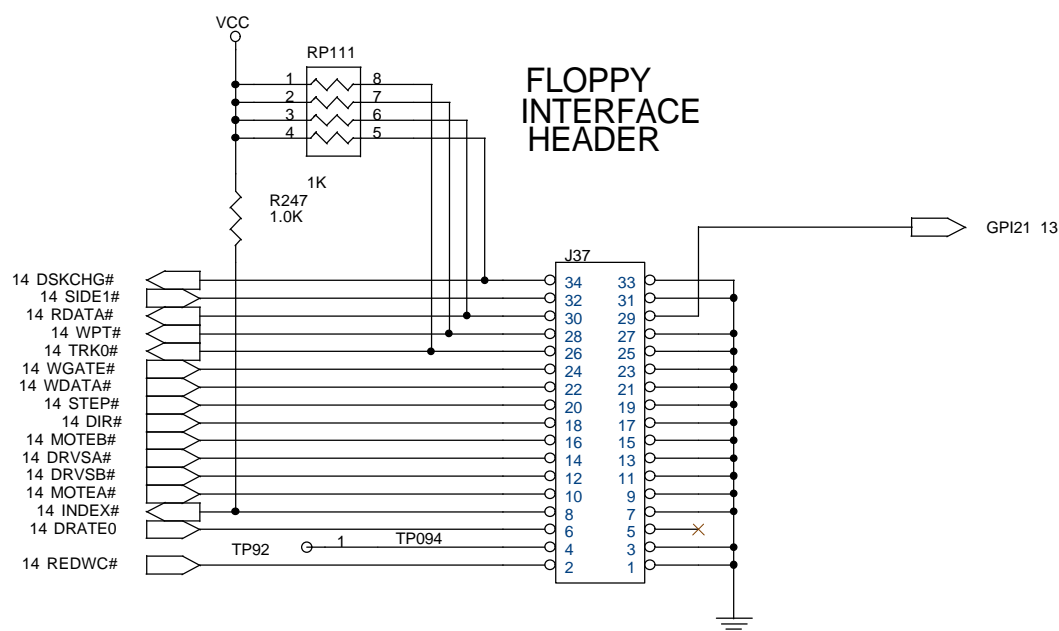 VCC
RP111
1 8
2 7
3 6
4 5
1K
FLOPPY
INTERFACE
HEADER
R247
1.0K
GPI21 13
J37
14 DSKCHG# 34 33
14 SIDE1# 32 31
14 RDATA# 30 29
14 WPT# 28 27
14 TRK0# 26 25
14 WGATE# 24 23
14 WDATA# 22 21
14 STEP# 20 19
14 DIR# 18 17
14 MOTEB# 16 15
14 DRVSA# 14 13
14 DRVSB# 12 11
14 MOTEA# 10 9
14 INDEX# 8 7
14 DRATE0 6 5
TP92 1 TP094 4 3
14 REDWC# 2 1